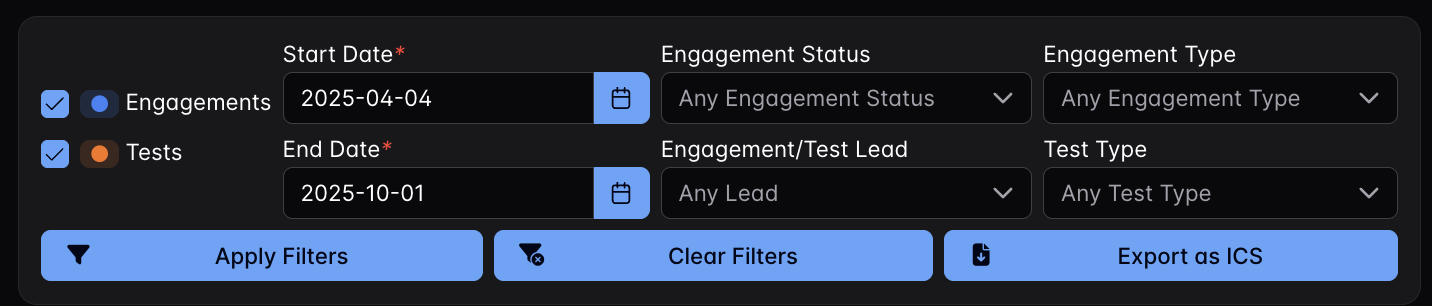 Engagements
Tests
Start Date*
2025-04-04
End Date*
2025-10-01
Engagement Status
Any Engagement Status
Engagement/Test Lead
Any Lead
Engagement Type
Any Engagement Type
Test Type
Any Test Type
Apply Filters
Clear Filters
Export as ICS